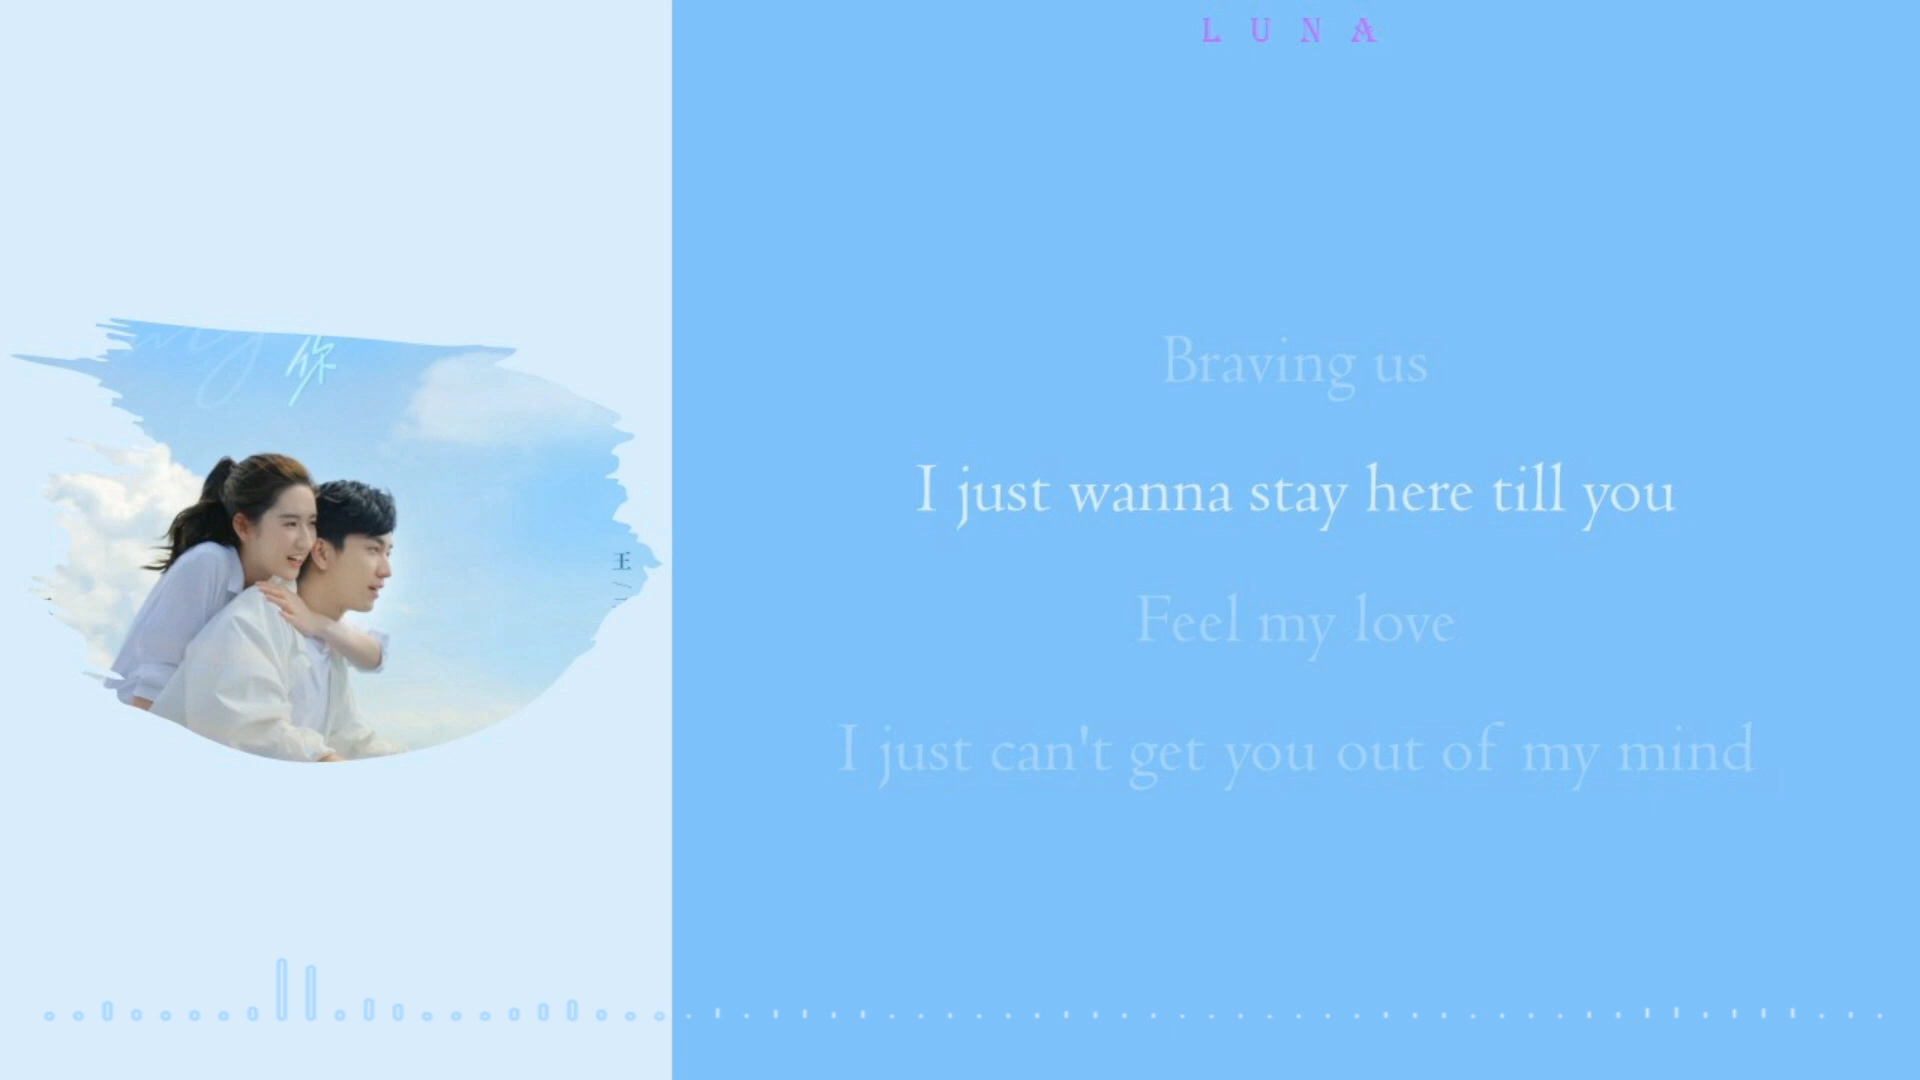 L U N A
你
王
Braving us
I just wanna stay here till you
Feel my love
I just can't get you out of my mind